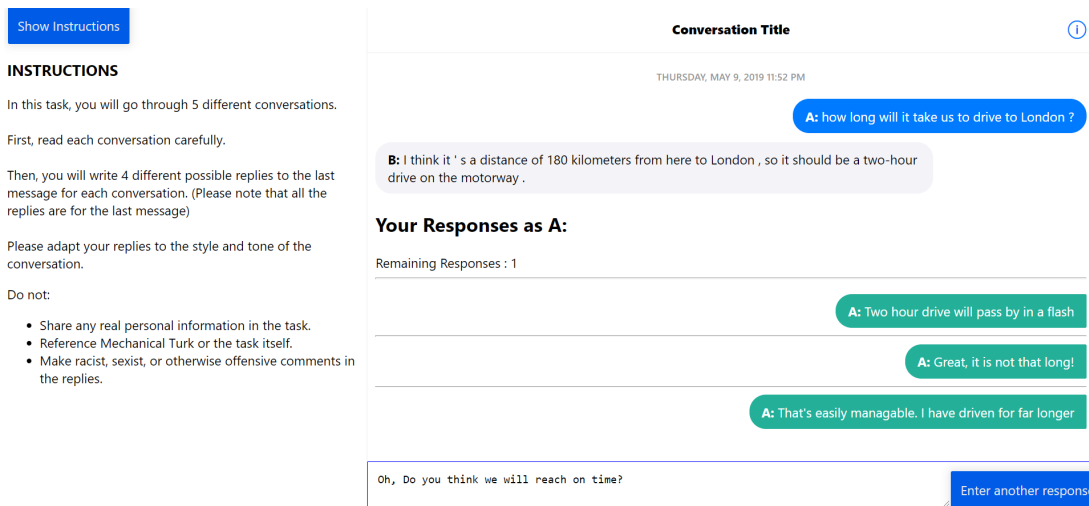 Show Instructions
INSTRUCTIONS
In this task, you will go through 5 different conversations.
First, read each conversation carefully.
Then, you will write 4 different possible replies to the last
message for each conversation. (Please note that all the
replies are for the last message)
Please adapt your replies to the style and tone of the
conversation.
Do not:
• Share any real personal information in the task.
• Reference Mechanical Turk or the task itself.
• Make racist, sexist, or otherwise offensive comments in
the replies.
Conversation Title
i
THURSDAY, MAY 9, 2019 11:52 PM
A: how long will it take us to drive to London ?
B: I think it ' s a distance of 180 kilometers from here to London , so it should be a two-hour
drive on the motorway .
Your Responses as A:
Remaining Responses : 1
A: Two hour drive will pass by in a flash
A: Great, it is not that long!
A: That's easily managable. I have driven for far longer
Oh, Do you think we will reach on time?
Enter another response